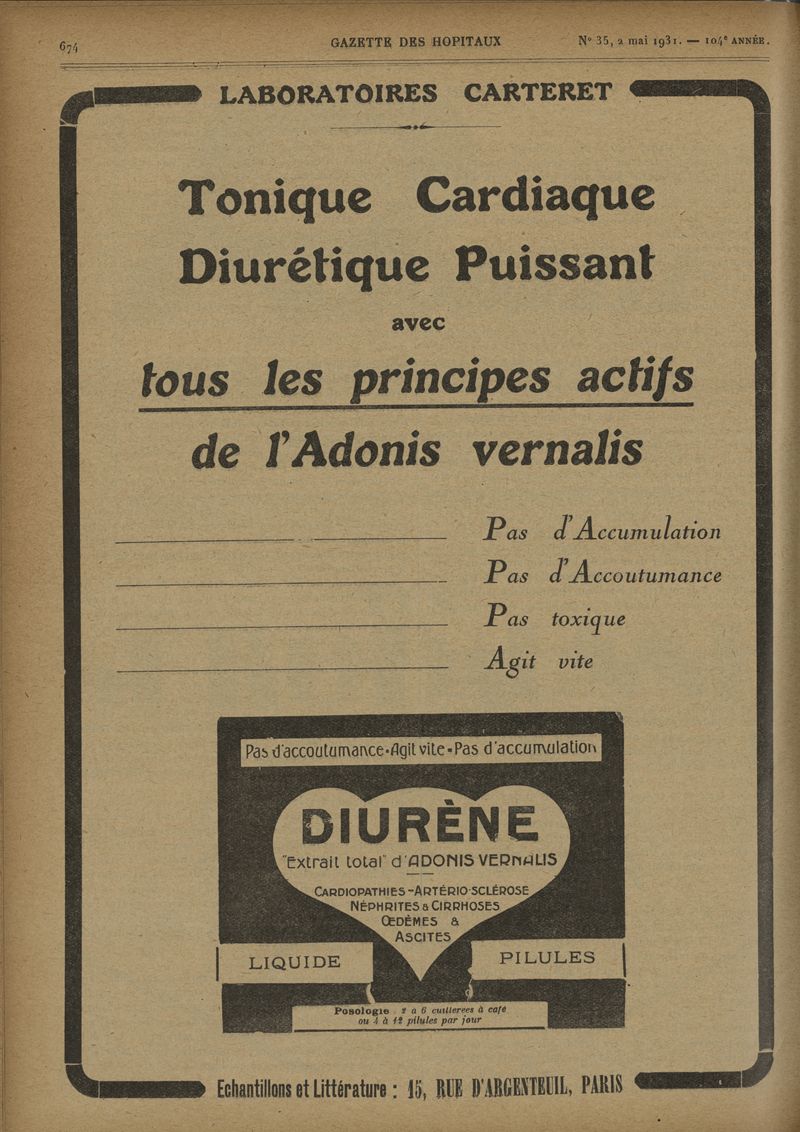 674
GAZETTE DES HOPITAUX
N° 35, 2 mai 1931. — 104e ANNÉE.
LABORATOIRES CARTERET
Tonique Cardiaque
Diurétique Puissant
avec
tous les principes actifs
de l'Adonis vernalis
Pas d'Accumulation
Pas d'Accoutumance
Pas toxique
Agit vite
Pas d'accoutumance•Agit vite•Pas d'accumulation
DIURÈNE
"Extrait total" d'ADONIS VERNALIS
CARDIOPATHIES-ARTÉRIO-SCLÉROSE
NÉPHRITES & CIRRHOSES
ŒDÈMES &
ASCITES
LIQUIDE
PILULES
Posologie : 2 à 6 cuillerees à café
ou 4 à 12 pilules par jour
Echantillons et Littérature : 15, RUE D'ARGENTEUIL, PARIS